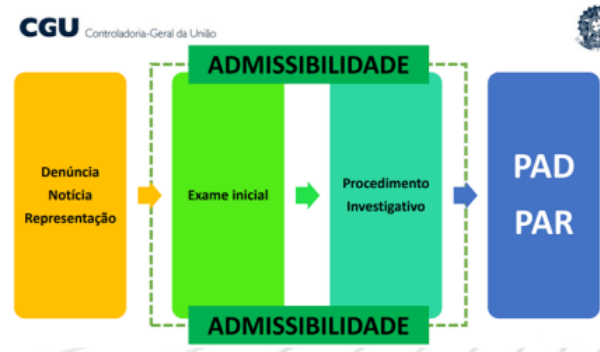 CGU Controladoria-Geral da União
ADMISSIBILIDADE
Denúncia
Notícia
Representação
Exame inicial
Procedimento
Investigativo
PAD
PAR
ADMISSIBILIDADE